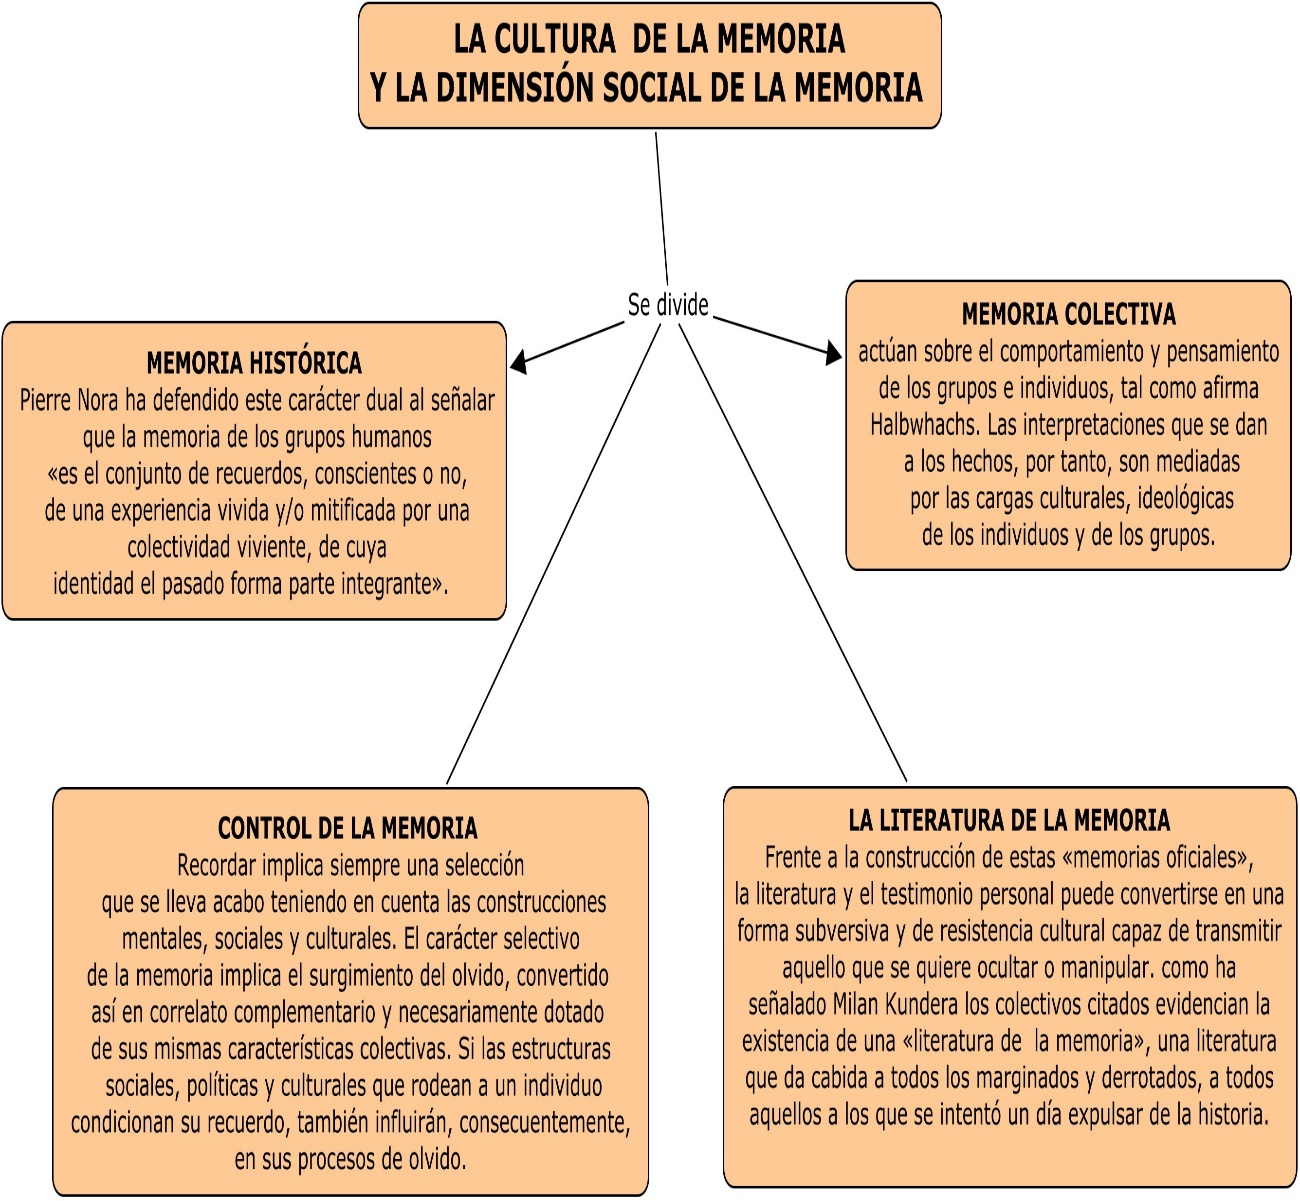 LA CULTURA  DE LA MEMORIA
Y LA DIMENSIÓN SOCIAL DE LA MEMORIA
Se divide
MEMORIA HISTÓRICA
Pierre Nora ha defendido este carácter dual al señalar
que la memoria de los grupos humanos
«es el conjunto de recuerdos, conscientes o no,
de una experiencia vivida y/o mitificada por una
colectividad viviente, de cuya
identidad el pasado forma parte integrante».
MEMORIA COLECTIVA
actúan sobre el comportamiento y pensamiento
de los grupos e individuos, tal como afirma
Halbwhachs. Las interpretaciones que se dan
a los hechos, por tanto, son mediadas
por las cargas culturales, ideológicas
de los individuos y de los grupos.
CONTROL DE LA MEMORIA
Recordar implica siempre una selección
que se lleva acabo teniendo en cuenta las construcciones
mentales, sociales y culturales. El carácter selectivo
de la memoria implica el surgimiento del olvido, convertido
así en correlato complementario y necesariamente dotado
de sus mismas características colectivas. Si las estructuras
sociales, políticas y culturales que rodean a un individuo
condicionan su recuerdo, también influirán, consecuentemente,
en sus procesos de olvido.
LA LITERATURA DE LA MEMORIA
Frente a la construcción de estas «memorias oficiales»,
la literatura y el testimonio personal puede convertirse en una
forma subversiva y de resistencia cultural capaz de transmitir
aquello que se quiere ocultar o manipular. como ha
señalado Milan Kundera los colectivos citados evidencian la
existencia de una «literatura de  la memoria», una literatura
que da cabida a todos los marginados y derrotados, a todos
aquellos a los que se intentó un día expulsar de la historia.